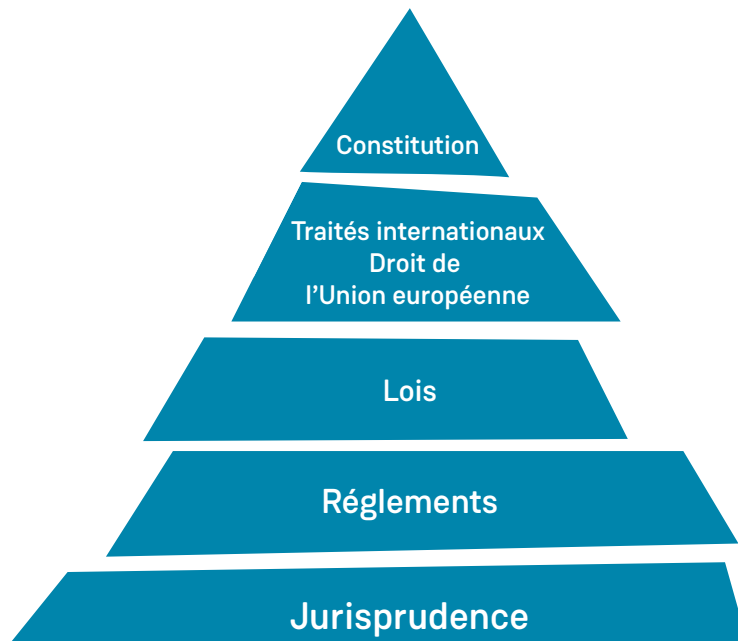 Constitution
Traités internationaux
Droit de
l’Union européenne
Lois
Réglements
Jurisprudence